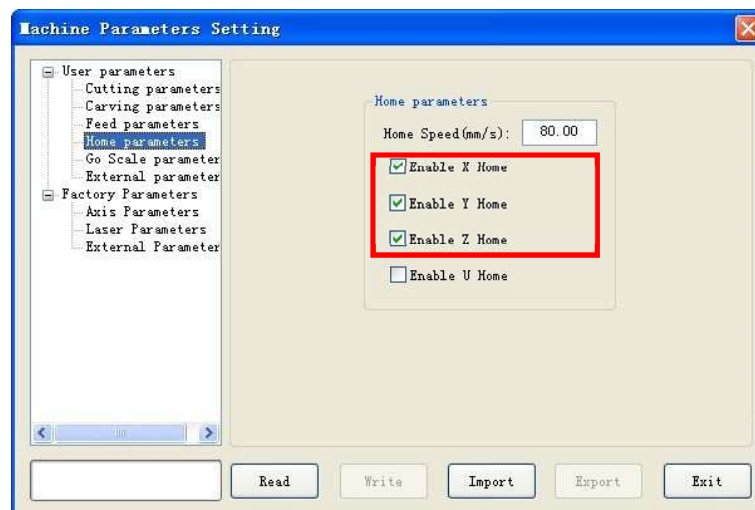 Machine Parameters Setting
User parameters
Cutting parameters
Carving parameters
Feed parameters
Home parameters
Go Scale parameter
External parameter
Factory Parameters
Axis Parameters
Laser Parameters
External Parameter
Home parameters
Home Speed(mm/s): 80.00
Enable X Home
Enable Y Home
Enable Z Home
Enable U Home
Read Write Import Export Exit